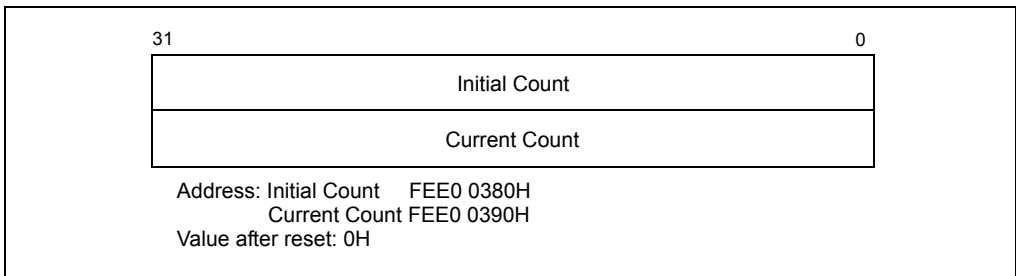 31 0
Initial Count
Current Count
Address: Initial Count FEE0 0380H
Current Count FEE0 0390H
Value after reset: 0H